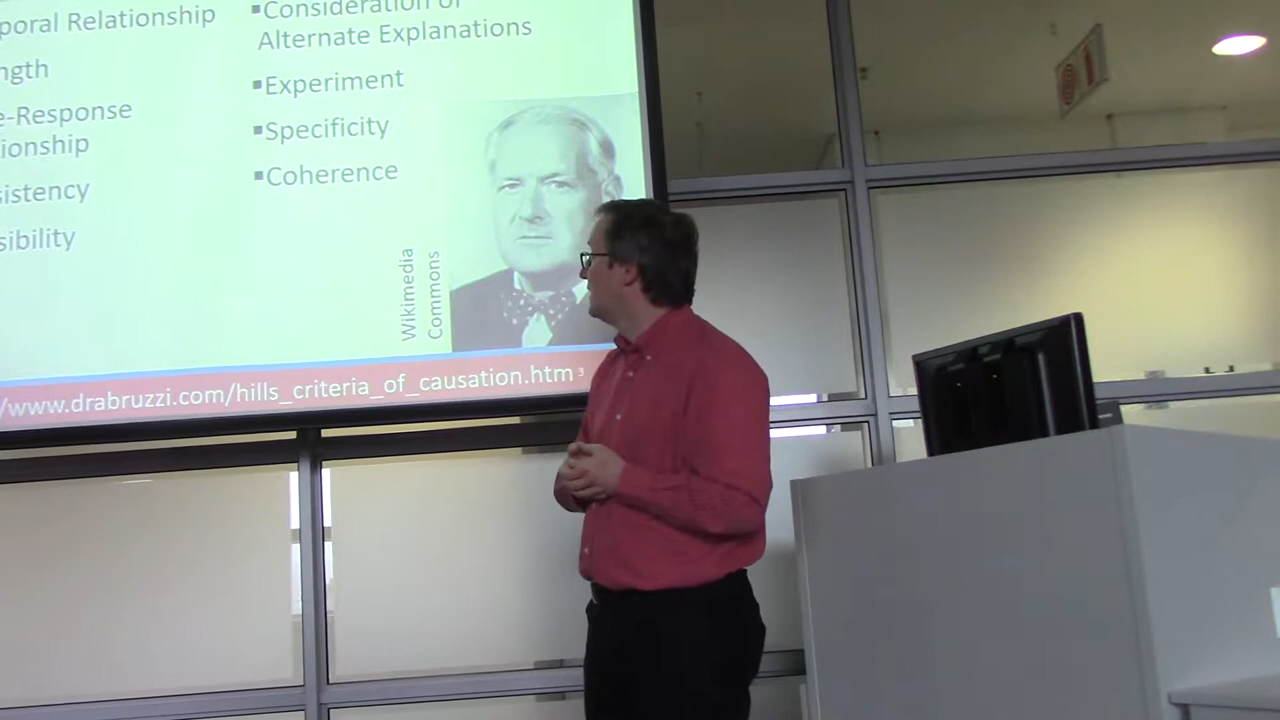 poral Relationship
ngth
e-Response
ionship
sistency
sibility
▪Consideration of
Alternate Explanations
▪Experiment
▪Specificity
▪Coherence
Wikimedia
Commons
/www.drabruzzi.com/hills_criteria_of_causation.htm 3